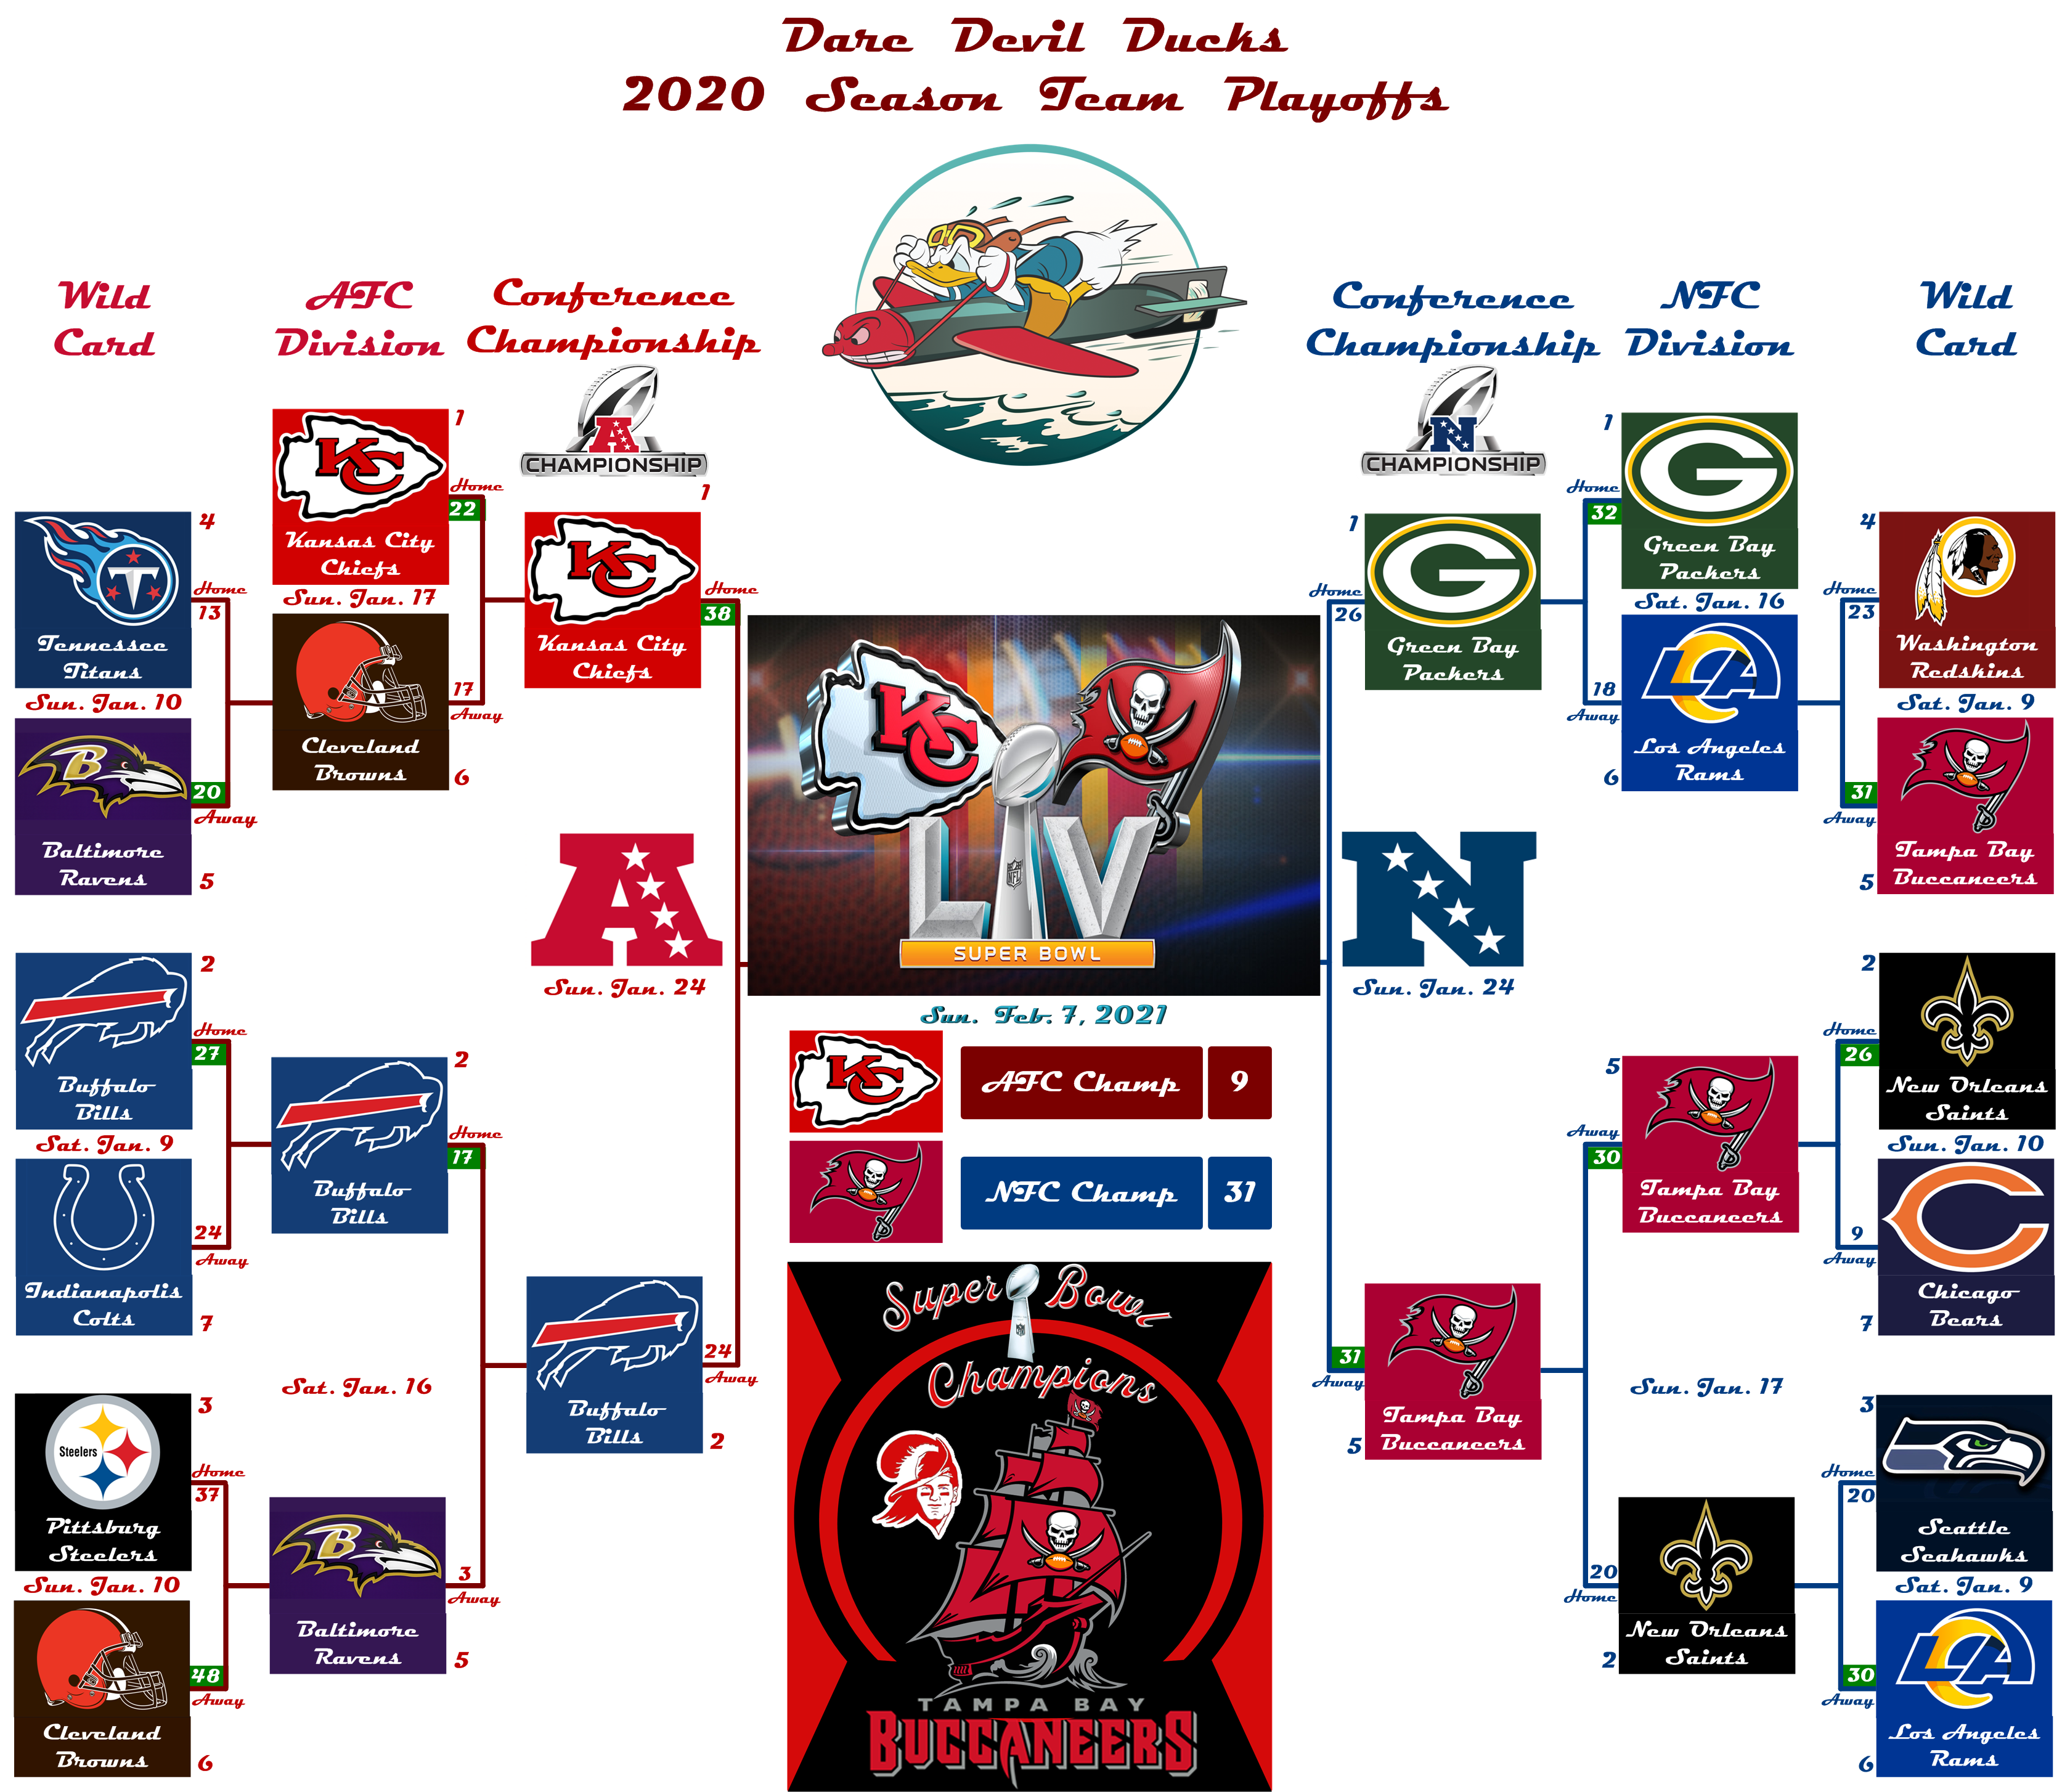 Dare Devil Ducks
2020 Season Team Playoffs
Wild
Card
AFC
Division
Conference
Championship
A
CHAMPIONSHIP
1
KC
Kansas City
Chiefs
Home
22
Sun. Jan. 17
Cleveland
Browns
17
Away
6
4
T
Tennessee
Titans
Home
13
Sun. Jan. 10
B
Baltimore
Ravens
20
Away
5
1
KC
Kansas City
Chiefs
Home
38
A
Sun. Jan. 24
2
Buffalo
Bills
Home
27
Sat. Jan. 9
Indianapolis
Colts
24
Away
7
2
Buffalo
Bills
Home
17
Sat. Jan. 16
3
Steelers
Pittsburg
Steelers
Home
37
Sun. Jan. 10
Cleveland
Browns
48
Away
6
B
Baltimore
Ravens
3
Away
5
Buffalo
Bills
24
Away
2
KC
LIV
NFL
SUPER BOWL
Sun. Feb. 7, 2021
KC
AFC Champ 9
NFC Champ 31
Super Bowl
NFL
Champions
TAMPA BAY
BUCCANEERS
Conference
Championship
N
CHAMPIONSHIP
NFC
Division
Wild
Card
1
G
Green Bay
Packers
Home
26
1
G
Green Bay
Packers
Home
32
Sat. Jan. 16
LA
Los Angeles
Rams
18
Away
6
4
Washington
Redskins
Home
23
Sat. Jan. 9
Tampa Bay
Buccaneers
31
Away
5
N
Sun. Jan. 24
2
New Orleans
Saints
Home
26
Sun. Jan. 10
C
Chicago
Bears
9
Away
7
5
Tampa Bay
Buccaneers
Away
30
31
Away
Tampa Bay
Buccaneers
5
Sun. Jan. 17
20
Home
New Orleans
Saints
2
3
Seattle
Seahawks
Home
20
Sat. Jan. 9
LA
Los Angeles
Rams
30
Away
6